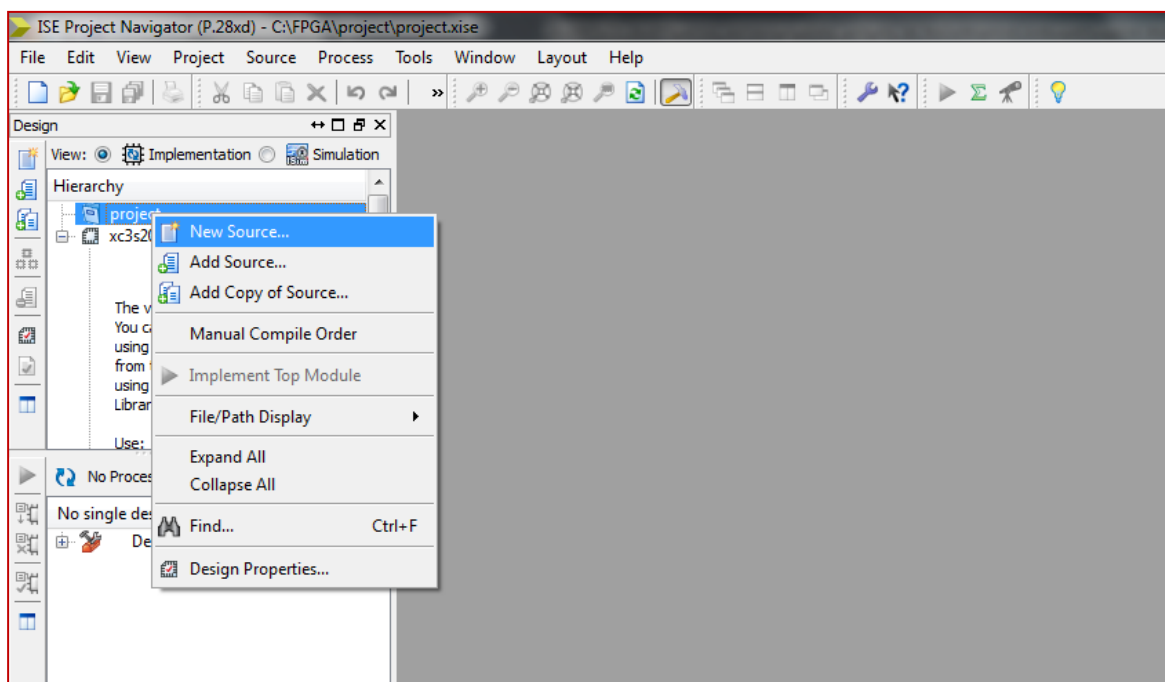 ISE Project Navigator (P.28xd) - C:\FPGA\project\project.xise
File Edit View Project Source Process Tools Window Layout Help
Design
View: Implementation Simulation
Hierarchy
project
New Source...
Add Source...
Add Copy of Source...
The v
You ca
Manual Compile Order
using
from
Implement Top Module
using
Librar
File/Path Display
Use:
Expand All
No Proces
Collapse All
No single des
Find... Ctrl+F
De
Design Properties...